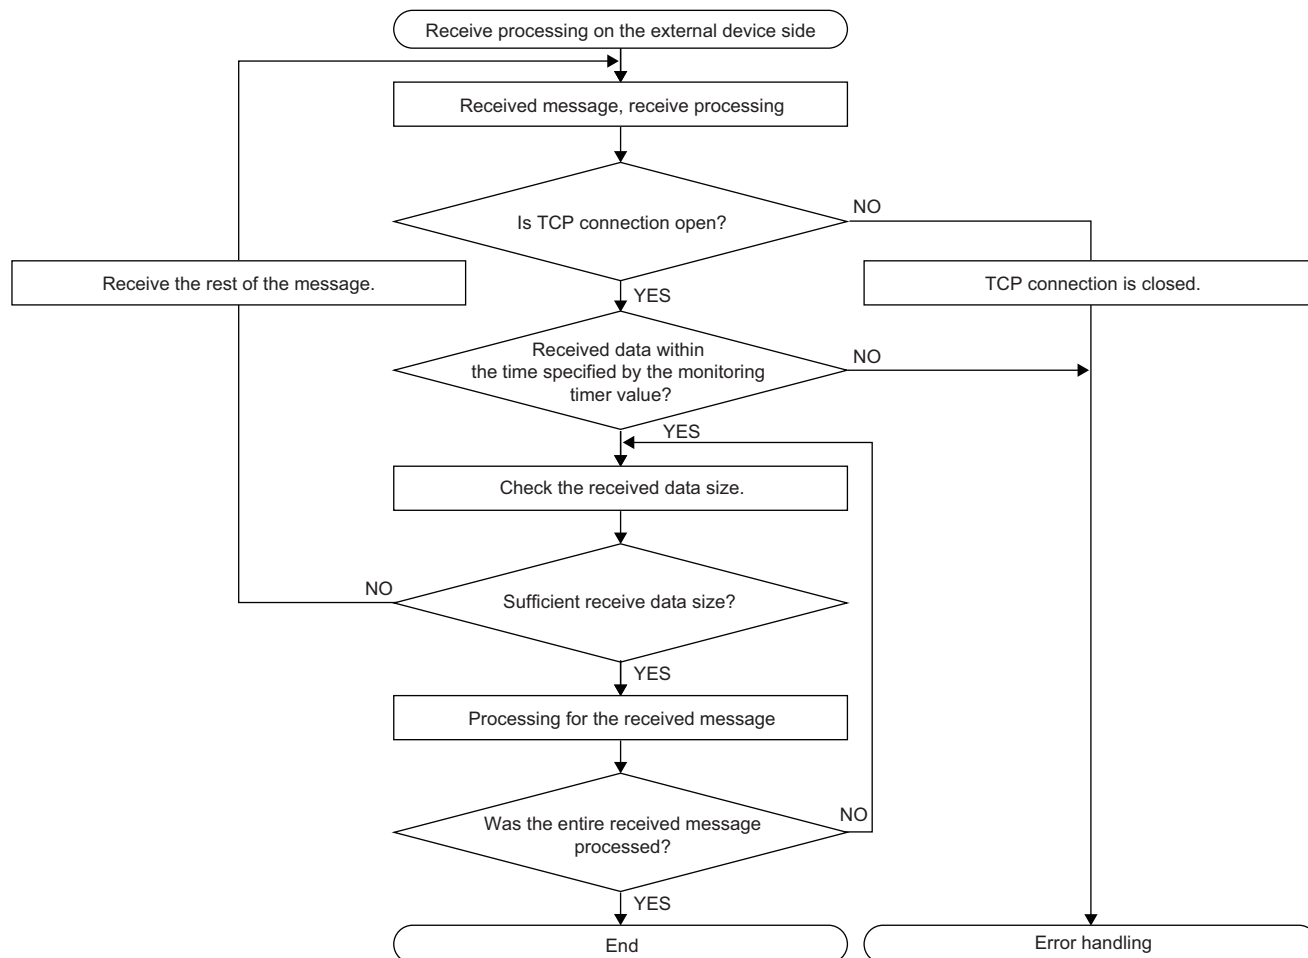 Receive processing on the external device side
Received message, receive processing
Is TCP connection open?
NO
Receive the rest of the message.
TCP connection is closed.
YES
Received data within
the time specified by the monitoring
timer value?
NO
YES
Check the received data size.
NO
Sufficient receive data size?
YES
Processing for the received message
Was the entire received message
processed?
NO
YES
End
Error handling